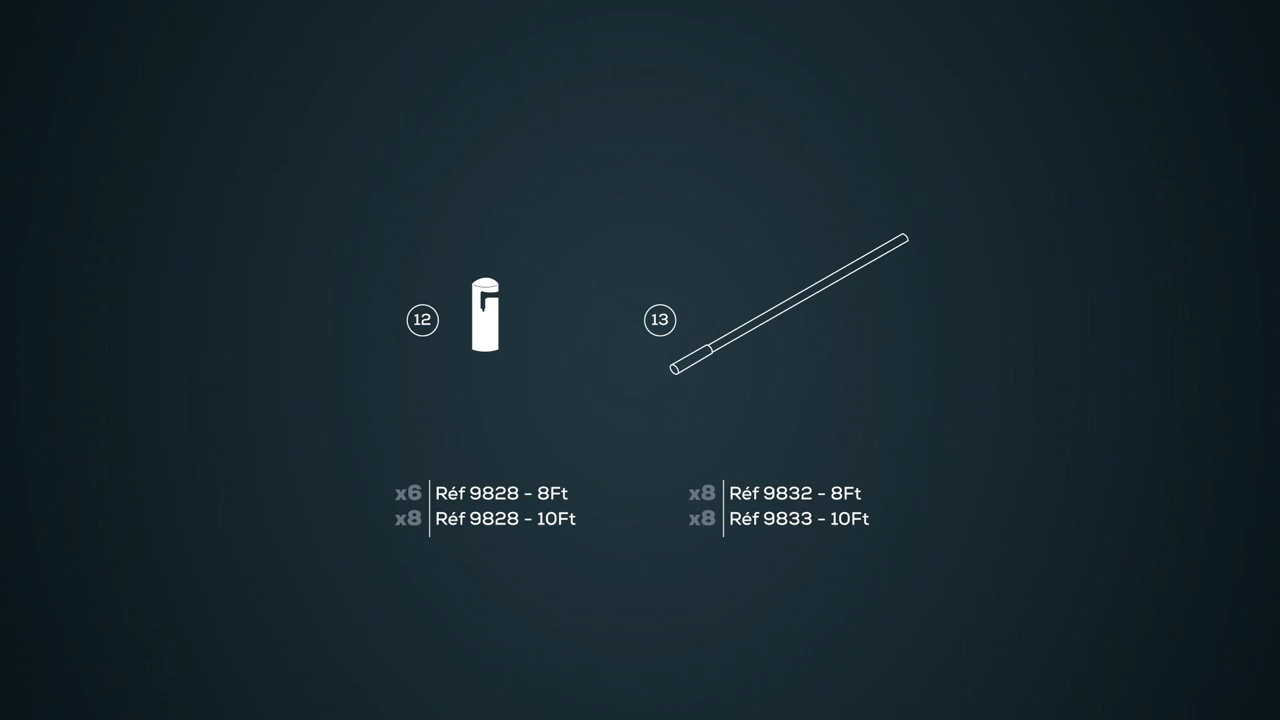 12
13
x6 Réf 9828 - 8Ft
x8 Réf 9828 - 10Ft
x8 Réf 9832 - 8Ft
x8 Réf 9833 - 10Ft